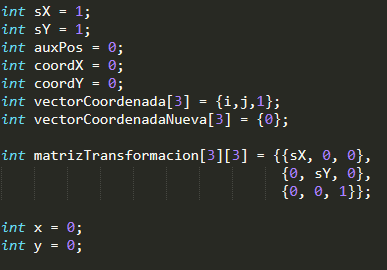 int sX = 1;
int sY = 1;
int auxPos = 0;
int coordX = 0;
int coordY = 0;
int vectorCoordenada[3] = {i,j,1};
int vectorCoordenadaNueva[3] = {0};
int matrizTransformacion[3][3] = {{sX, 0, 0},
{0, sY, 0},
{0, 0, 1}};
int x = 0;
int y = 0;